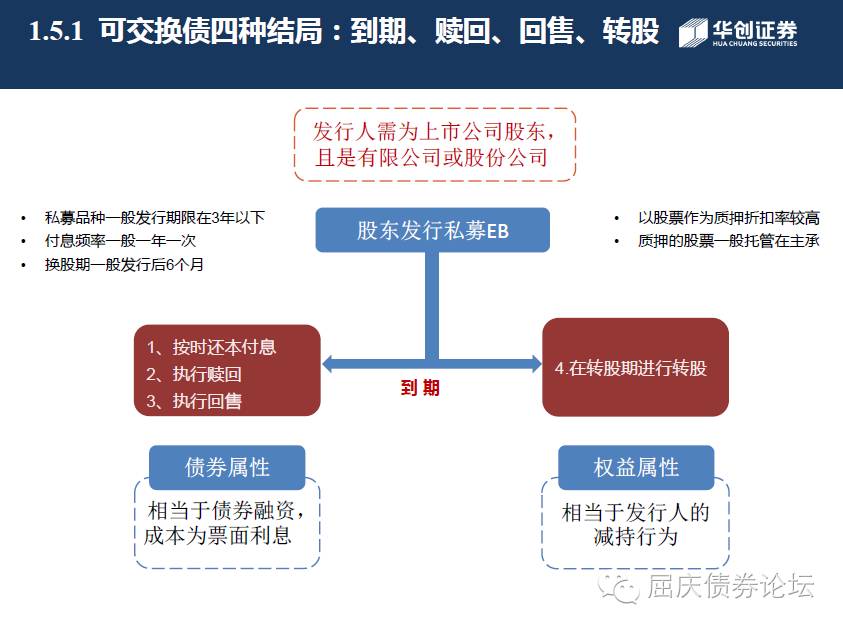 1.5.1 可交换债四种结局：到期、赎回、回售、转股
华创证券
HUA CHUANG SECURITIES
发行人需为上市公司股东，
且是有限公司或股份公司
• 私募品种一般发行期限在3年以下
• 付息频率一般一年一次
• 换股期一般发行后6个月
股东发行私募EB
• 以股票作为质押折扣率较高
• 质押的股票一般托管在主承
1、按时还本付息
2、执行赎回
3、执行回售
到 期
4.在转股期进行转股
债券属性
相当于债券融资，
成本为票面利息
权益属性
相当于发行人的
减持行为
屈庆债券论坛